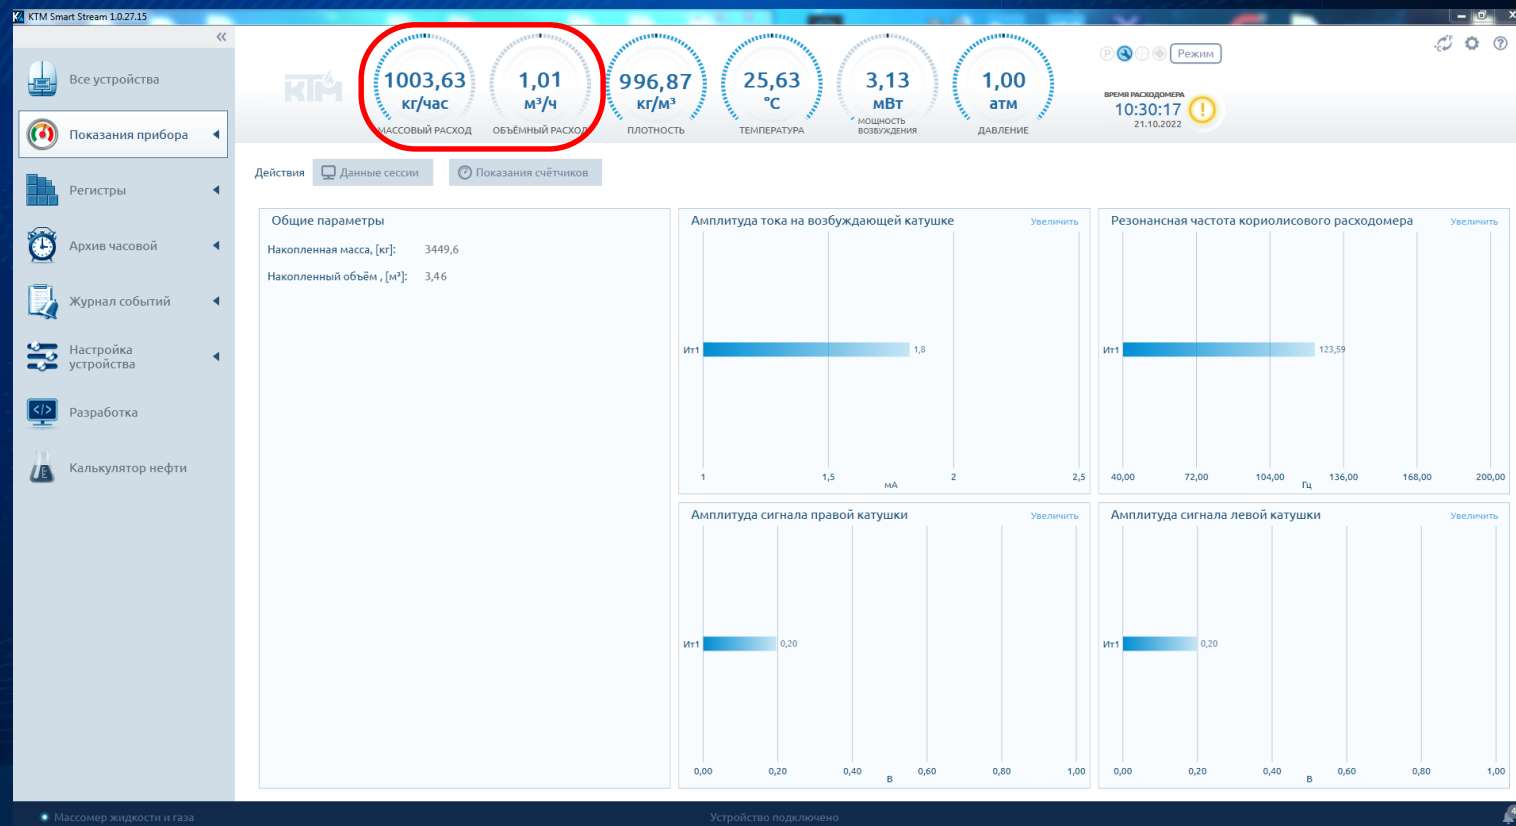 KTM Smart Stream 1.0.27.15
Все устройства
Показания прибора
Регистры
Архив часовой
Журнал событий
Настройка
устройства
Разработка
Калькулятор нефти
КТМ
1003,63
кг/час
МАССОВЫЙ РАСХОД
1,01
м³/ч
ОБЪЁМНЫЙ РАСХОД
996,87
кг/м³
ПЛОТНОСТЬ
25,63
°C
ТЕМПЕРАТУРА
3,13
мВт
МОЩНОСТЬ
ВОЗБУЖДЕНИЯ
1,00
атм
ДАВЛЕНИЕ
Р
Режим
ВРЕМЯ РАСХОДОМЕРА
10:30:17
21.10.2022
Действия
Данные сессии
Показания счётчиков
Общие параметры
Накопленная масса, [кг]: 3449,6
Накопленный объём , [м³]: 3,46
Амплитуда тока на возбуждающей катушке
Увеличить
Ит1
1,8
1 1,5 2 2,5
мА
Резонансная частота кориолисового расходомера
Увеличить
Ит1
123,59
40,00 72,00 104,00 136,00 168,00 200,00
Гц
Амплитуда сигнала правой катушки
Увеличить
Ит1
0,20
0,00 0,20 0,40 0,60 0,80 1,00
В
Амплитуда сигнала левой катушки
Увеличить
Ит1
0,20
0,00 0,20 0,40 0,60 0,80 1,00
В
Массомер жидкости и газа
Устройство подключено